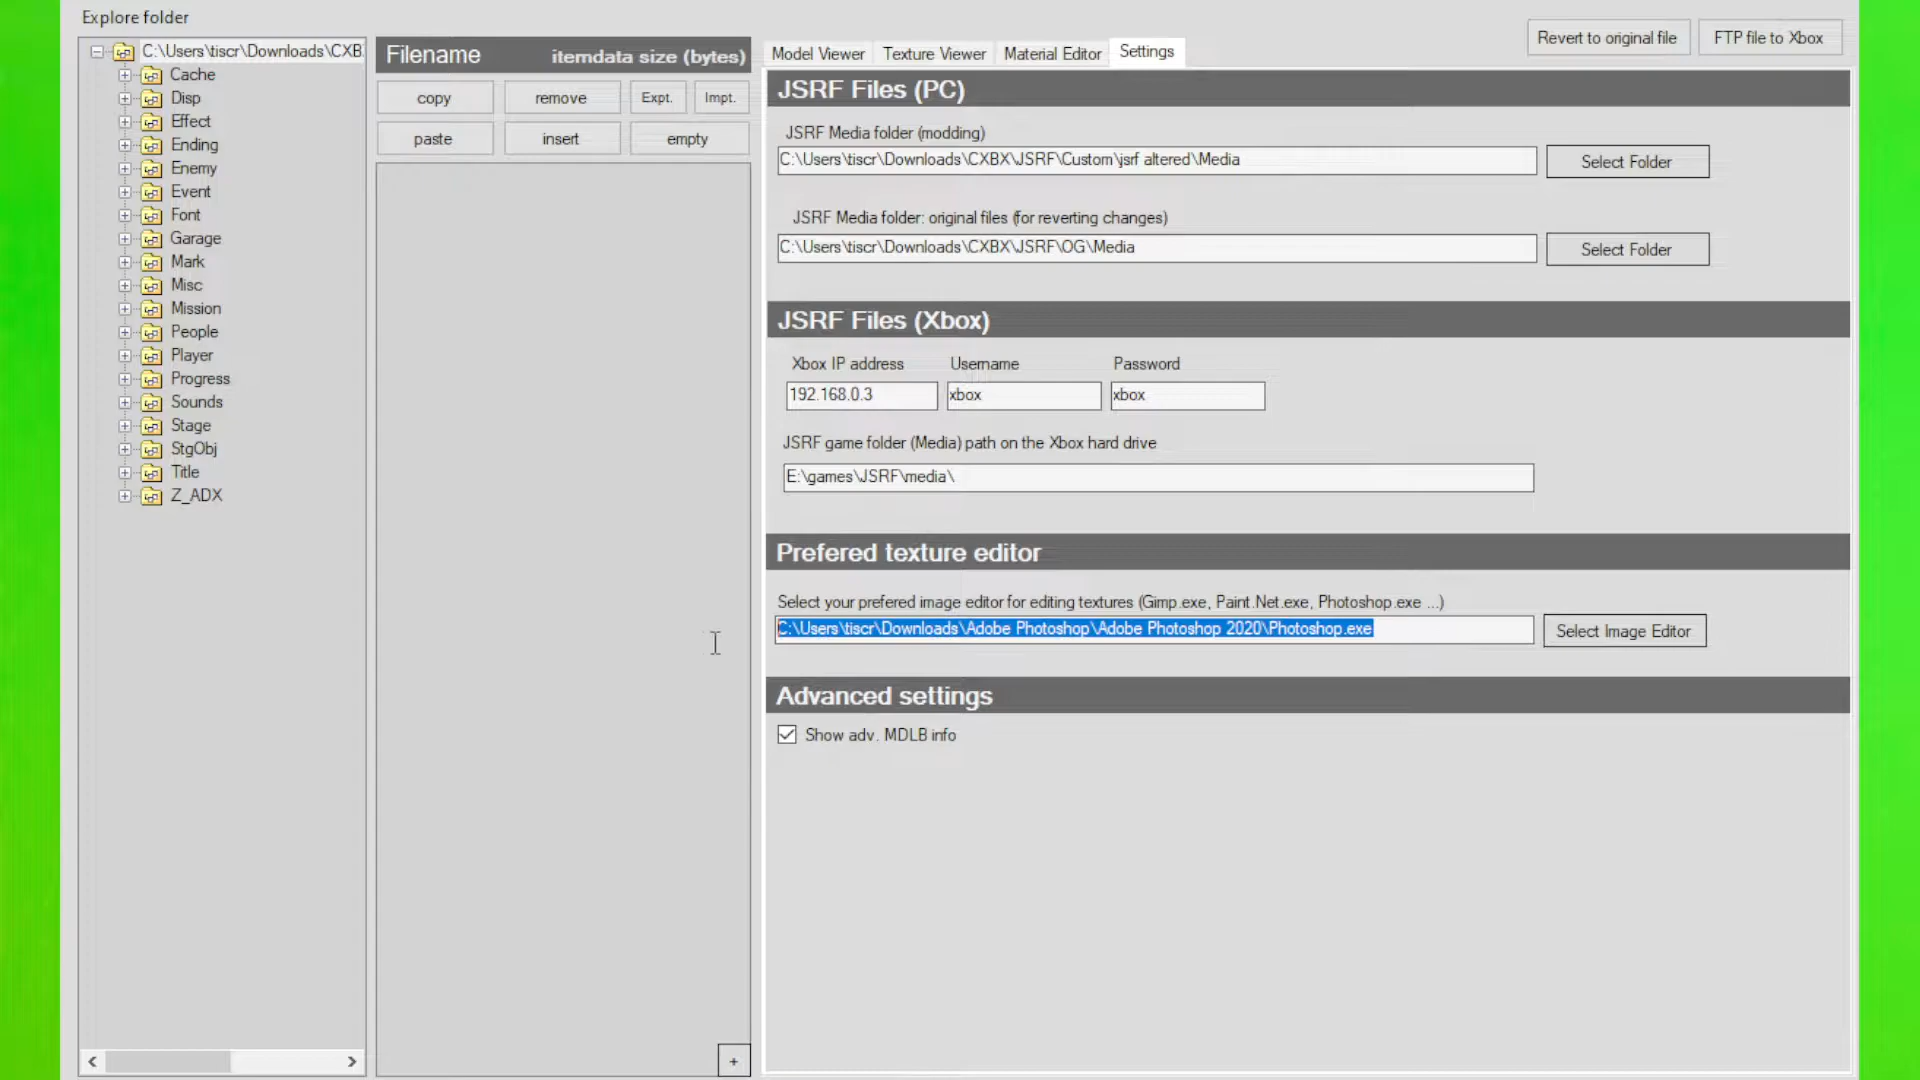 Explore folder
C:\Users\tiscr\Downloads\CXB
Cache
Disp
Effect
Ending
Enemy
Event
Font
Garage
Mark
Misc
Mission
People
Player
Progress
Sounds
Stage
StgObj
Title
Z_ADX
Filename itemdata size (bytes)
copy remove Expt. Impt.
paste insert empty
+
Model Viewer Texture Viewer Material Editor Settings
Revert to original file FTP file to Xbox
JSRF Files (PC)
JSRF Media folder (modding)
C:\Users\tiscr\Downloads\CXBX\JSRF\Custom\jsrf altered\Media Select Folder
JSRF Media folder: original files (for reverting changes)
C:\Users\tiscr\Downloads\CXBX\JSRF\OG\Media Select Folder
JSRF Files (Xbox)
Xbox IP address Username Password
192.168.0.3 xbox xbox
JSRF game folder (Media) path on the Xbox hard drive
E:\games\JSRF\media\
Prefered texture editor
Select your prefered image editor for editing textures (Gimp.exe, Paint.Net.exe, Photoshop.exe ...)
C:\Users\tiscr\Downloads\Adobe Photoshop\Adobe Photoshop 2020\Photoshop.exe Select Image Editor
Advanced settings
Show adv. MDLB info